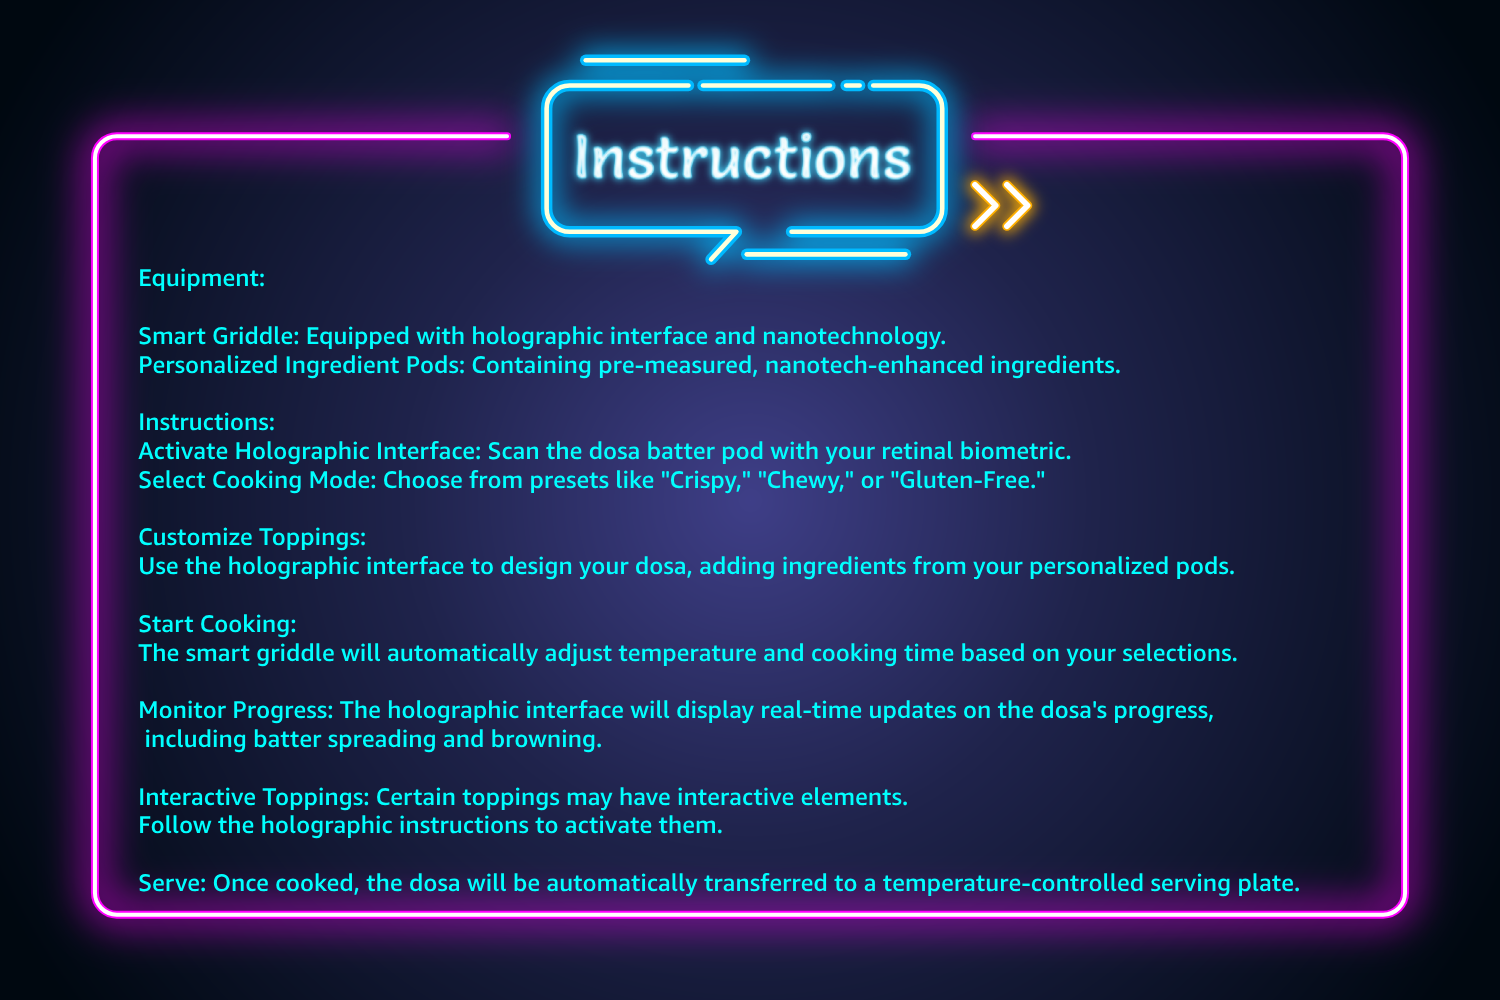 Instructions
Equipment:
Smart Griddle: Equipped with holographic interface and nanotechnology.
Personalized Ingredient Pods: Containing pre-measured, nanotech-enhanced ingredients.
Instructions:
Activate Holographic Interface: Scan the dosa batter pod with your retinal biometric.
Select Cooking Mode: Choose from presets like "Crispy," "Chewy," or "Gluten-Free."
Customize Toppings:
Use the holographic interface to design your dosa, adding ingredients from your personalized pods.
Start Cooking:
The smart griddle will automatically adjust temperature and cooking time based on your selections.
Monitor Progress: The holographic interface will display real-time updates on the dosa's progress,
including batter spreading and browning.
Interactive Toppings: Certain toppings may have interactive elements.
Follow the holographic instructions to activate them.
Serve: Once cooked, the dosa will be automatically transferred to a temperature-controlled serving plate.